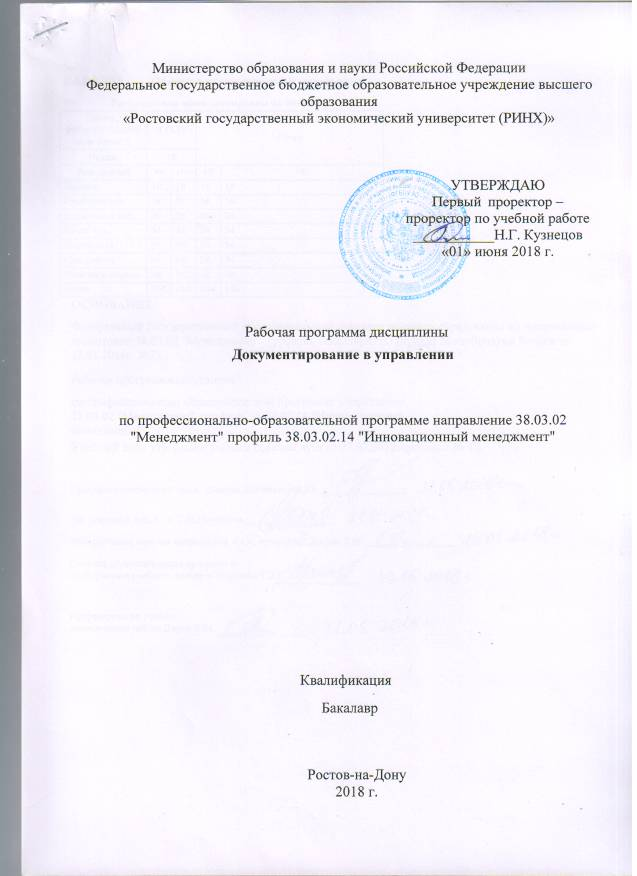 Министерство образования и науки Российской Федерации
Федеральное государственное бюджетное образовательное учреждение высшего
образования
«Ростовский государственный экономический университет (РИНХ)»
УТВЕРЖДАЮ
Первый проректор –
проректор по учебной работе
Н.Г. Кузнецов
«01» июня 2018 г.
Рабочая программа дисциплины
Документирование в управлении
по профессионально-образовательной программе направление 38.03.02
"Менеджмент" профиль 38.03.02.14 "Инновационный менеджмент"
Квалификация
Бакалавр
Ростов-на-Дону
2018 г.